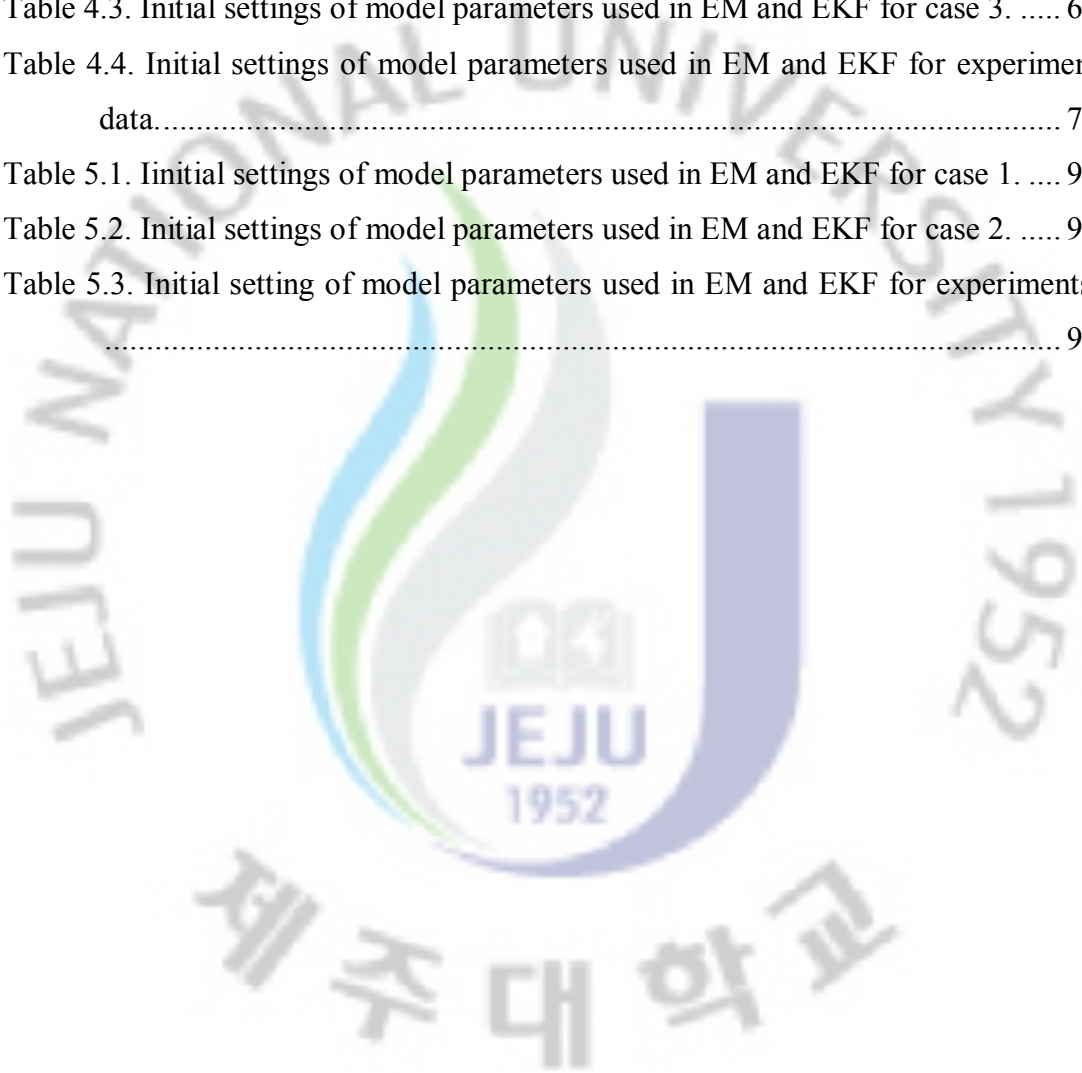 Table 4.3. Initial settings of model parameters used in EM and EKF for case 3. ..... 6
Table 4.4. Initial settings of model parameters used in EM and EKF for experimen
data............................................................................................ 7
Table 5.1. Iinitial settings of model parameters used in EM and EKF for case 1. .... 9
Table 5.2. Initial settings of model parameters used in EM and EKF for case 2. ..... 9
Table 5.3. Initial setting of model parameters used in EM and EKF for experiments
................................................................................................ 9
JEJU NATIONAL UNIVERSITY 1952
JEJU
1952
제주대학교